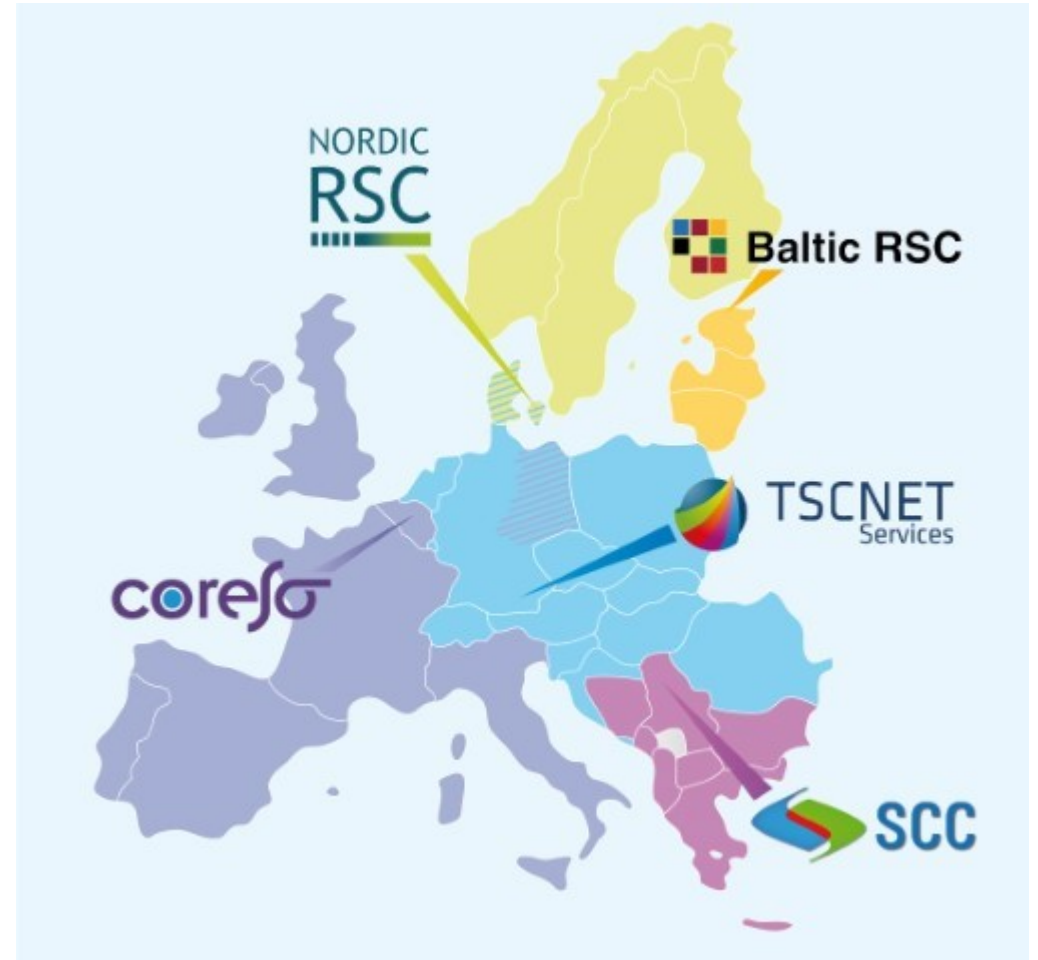 NORDIC
RSC
Baltic RSC
TSCNET
Services
coreso
SCC